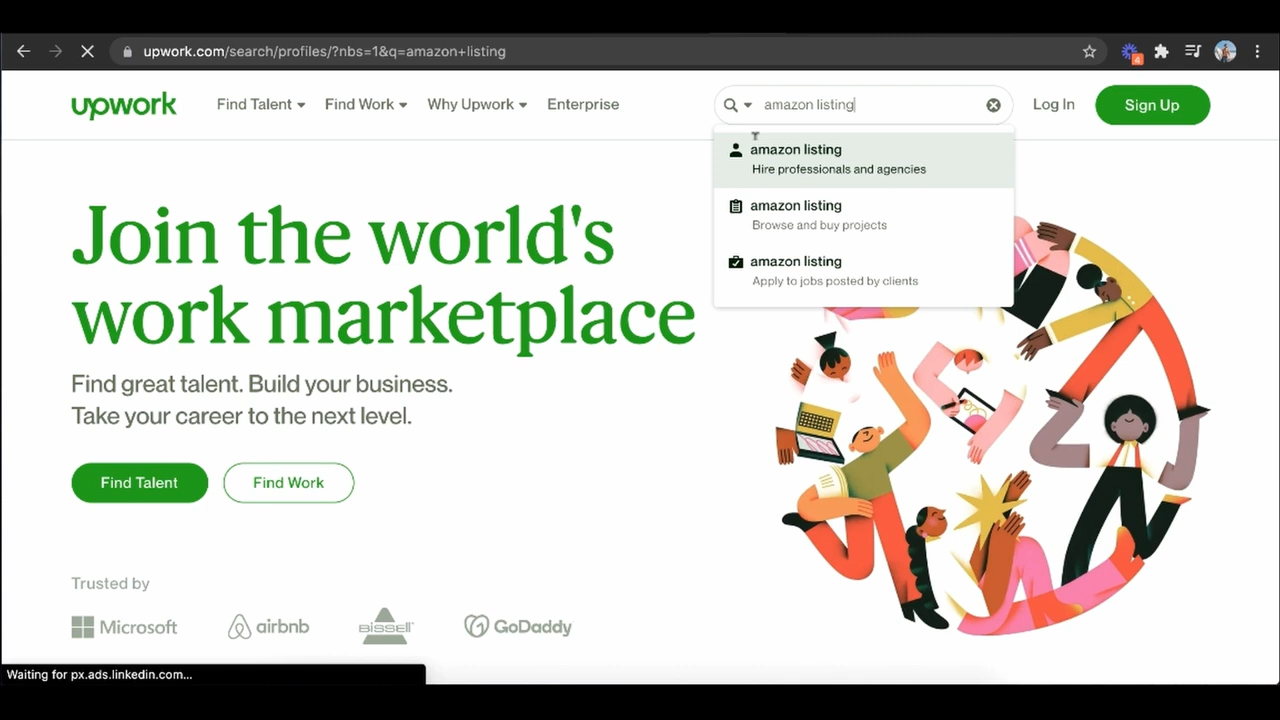 upwork.com/search/profiles/?nbs=1&q=amazon+listing
4
upwork Find Talent Find Work Why Upwork Enterprise amazon listing Log In Sign Up
amazon listing
Hire professionals and agencies
amazon listing
Browse and buy projects
amazon listing
Apply to jobs posted by clients
Join the world's
work marketplace
Find great talent. Build your business.
Take your career to the next level.
Find Talent Find Work
Trusted by
Microsoft airbnb BISSELL GoDaddy
Waiting for px.ads.linkedin.com...